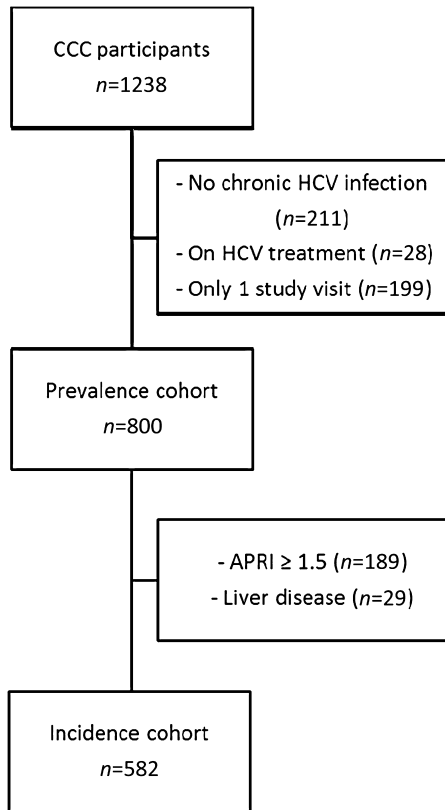 CCC participants
n=1238
- No chronic HCV infection
(n=211)
- On HCV treatment (n=28)
- Only 1 study visit (n=199)
Prevalence cohort
n=800
- APRI ≥ 1.5 (n=189)
- Liver disease (n=29)
Incidence cohort
n=582